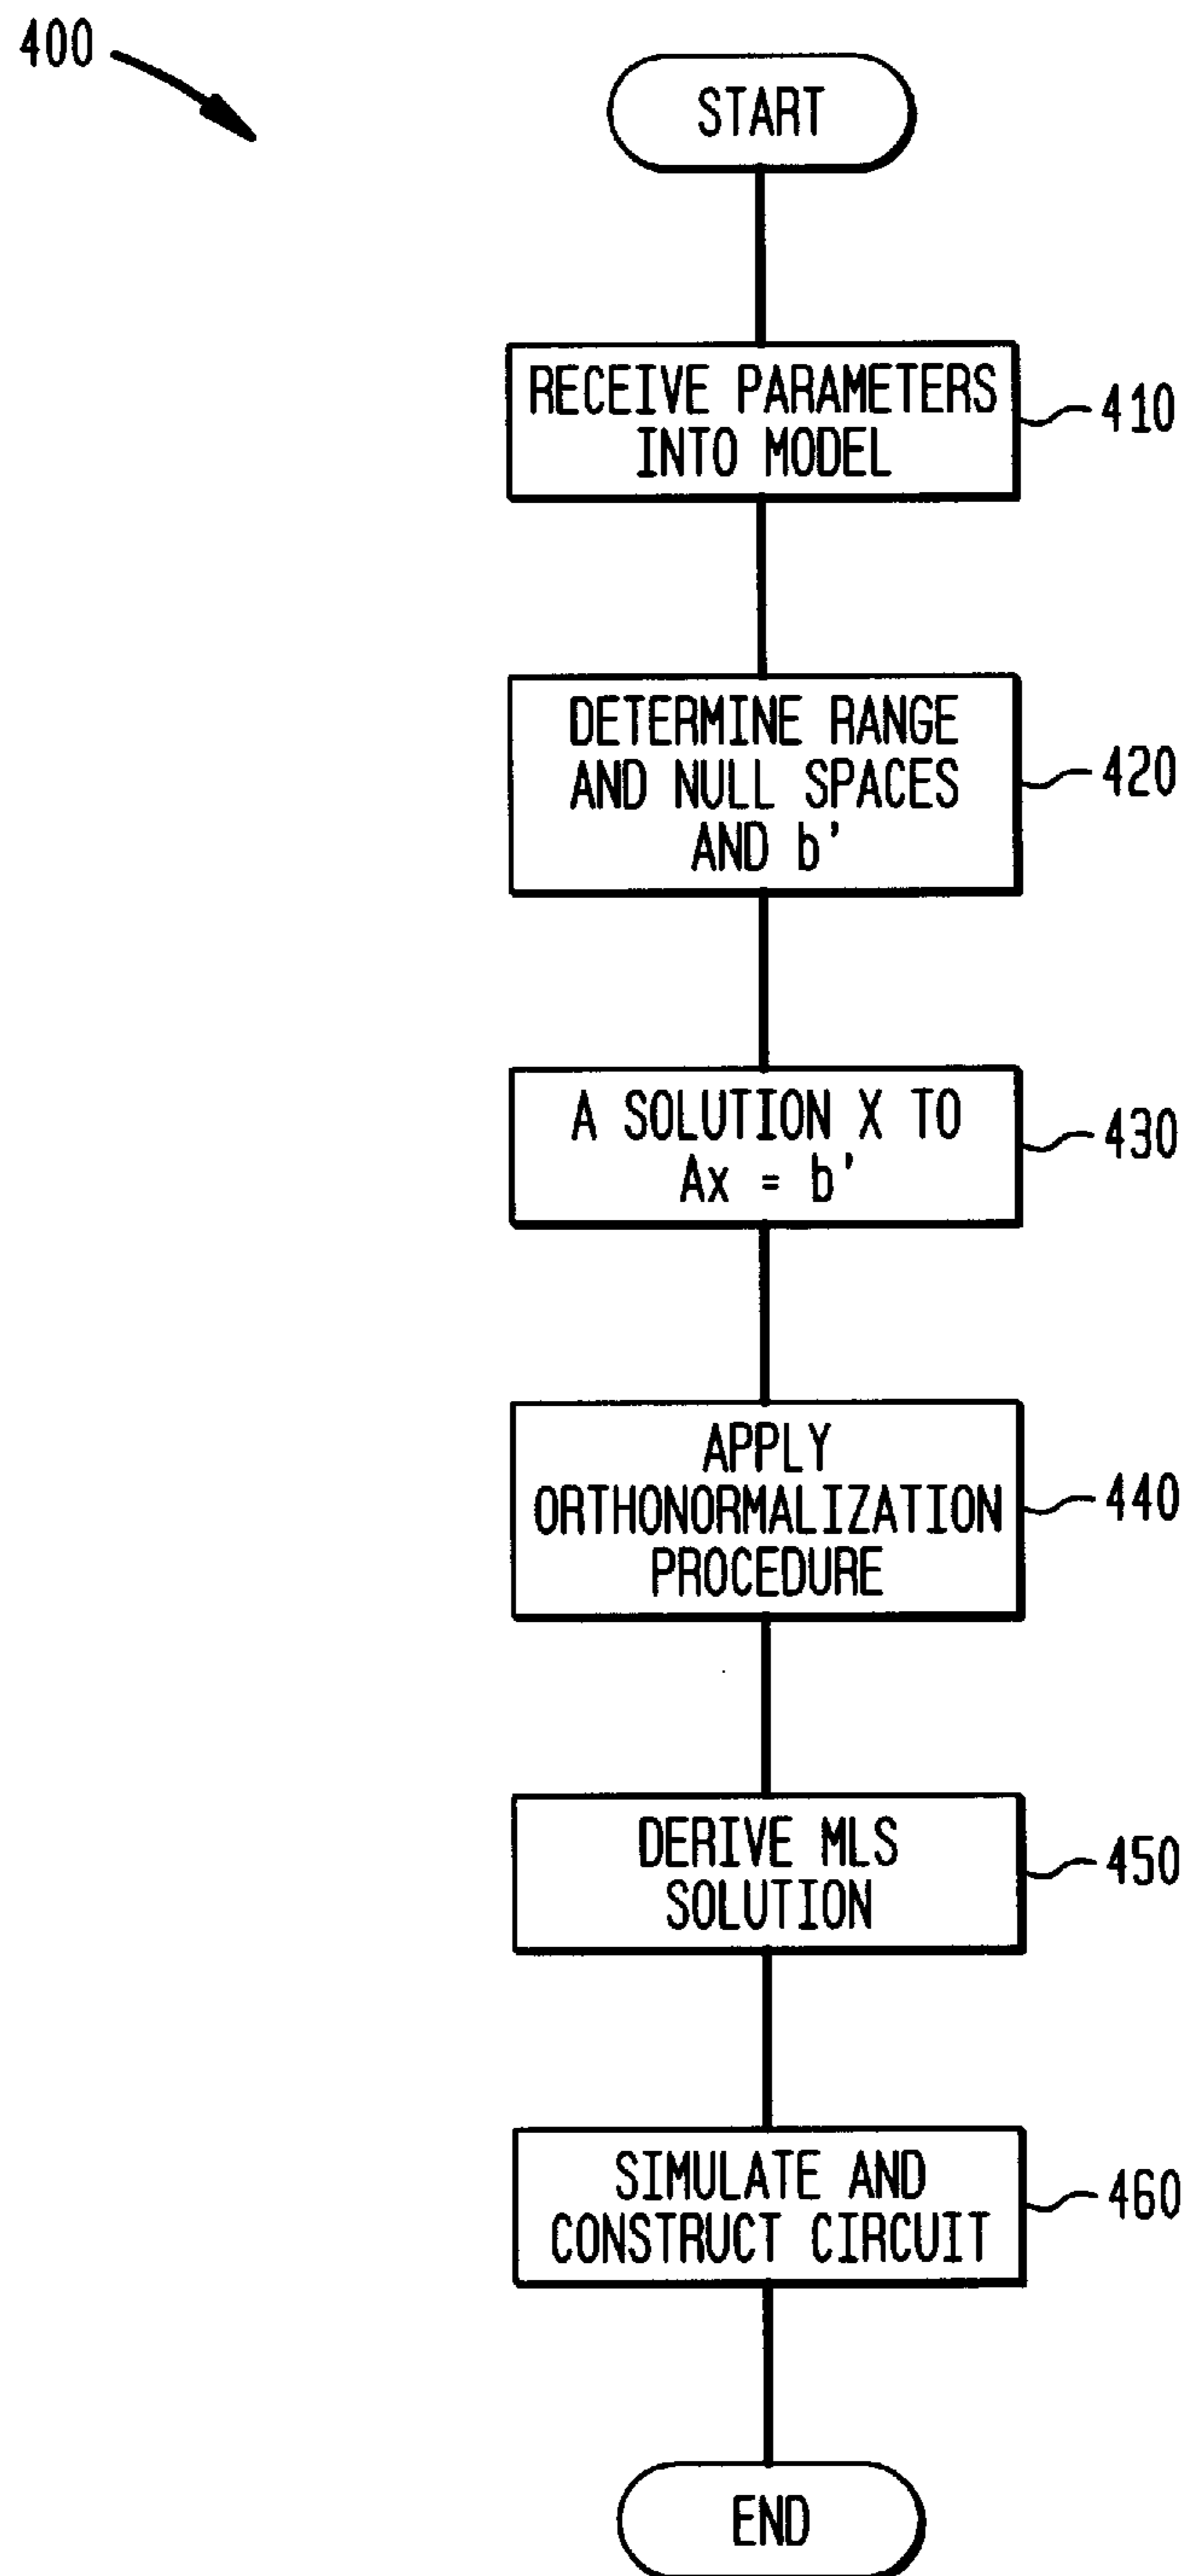 400
START
RECEIVE PARAMETERS
INTO MODEL
410
DETERMINE RANGE
AND NULL SPACES
AND b'
420
A SOLUTION X TO
Ax = b'
430
APPLY
ORTHONORMALIZATION
PROCEDURE
440
DERIVE MLS
SOLUTION
450
SIMULATE AND
CONSTRUCT CIRCUIT
460
END